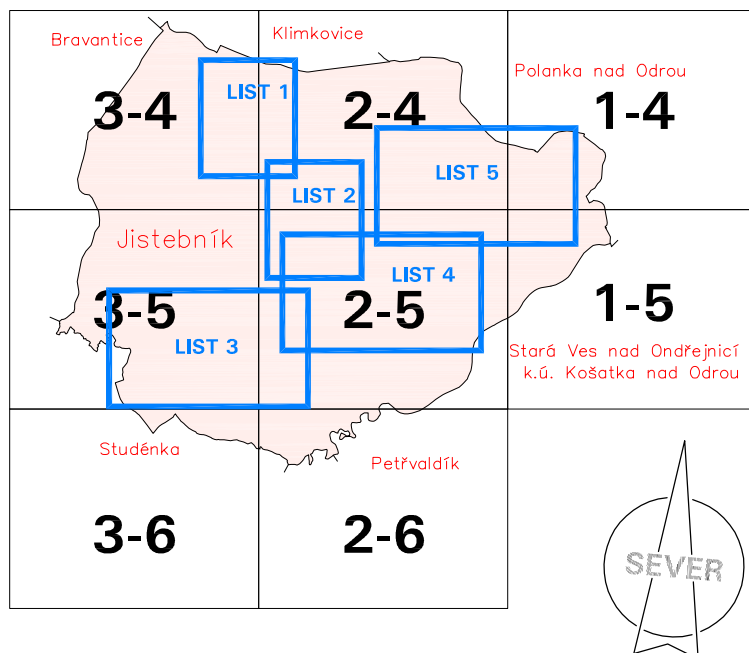 Bravantice
Klimkovice
Polanka nad Odrou
LIST 1
3-4
2-4
1-4
LIST 5
LIST 2
Jistebník
LIST 4
3-5
2-5
1-5
LIST 3
Stará Ves nad Ondřejnicí
k.ú. Košatka nad Odrou
Studénka
Petřvaldík
3-6
2-6
SEVER